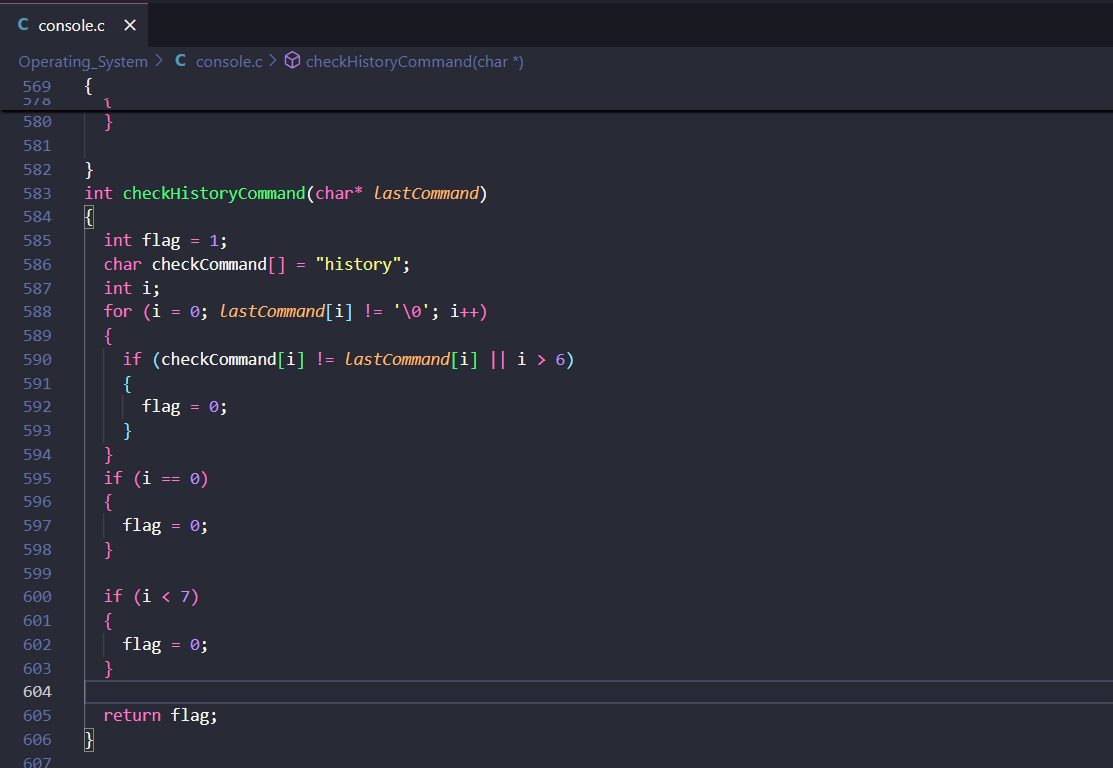 C console.c ×
Operating_System > C console.c > checkHistoryCommand(char *)
569 {
578 }
580 }
581
582 }
583 int checkHistoryCommand(char* lastCommand)
584 {
585 int flag = 1;
586 char checkCommand[] = "history";
587 int i;
588 for (i = 0; lastCommand[i] != '\0'; i++)
589 {
590 if (checkCommand[i] != lastCommand[i] || i > 6)
591 {
592 flag = 0;
593 }
594 }
595 if (i == 0)
596 {
597 flag = 0;
598 }
599
600 if (i < 7)
601 {
602 flag = 0;
603 }
604
605 return flag;
606 }
607